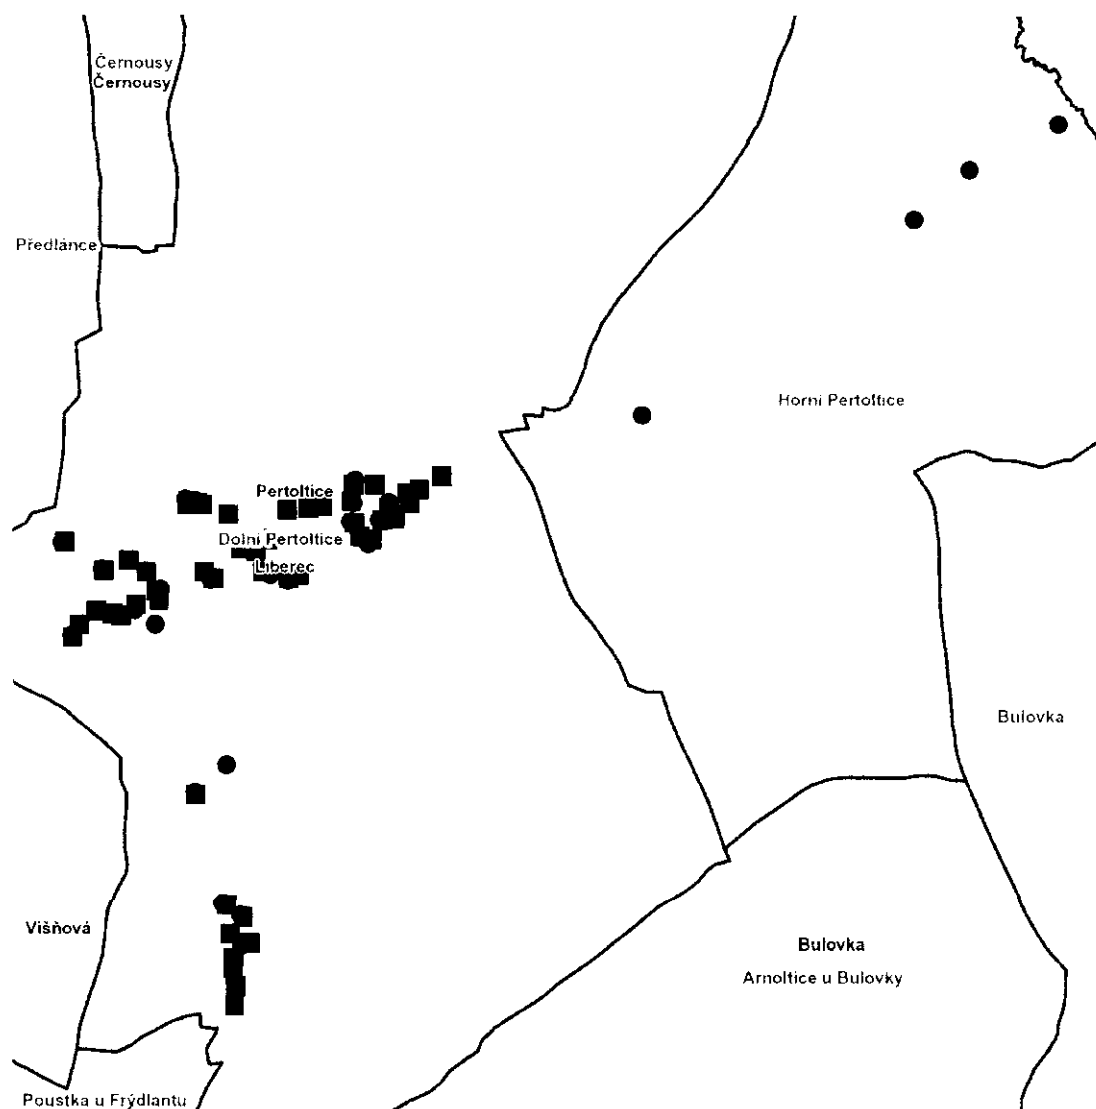 Černousy
Černousy
Předlánce
Horní Pertoltice
Pertoltice
Dolní Pertoltice
Liberec
Bulovka
Višňová
Bulovka
Arnoltice u Bulovky
Poustka u Frýdlantu